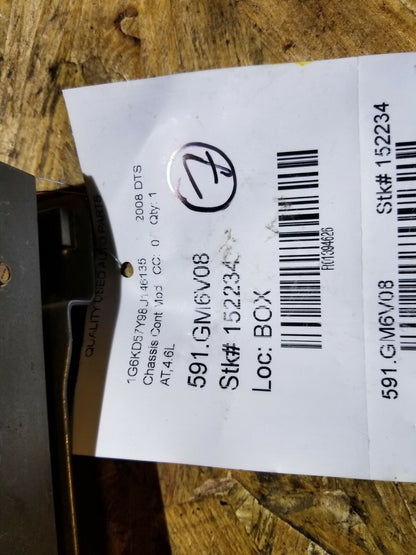 QUALITY USED AUTO PARTS
1G6KD57Y98U146135 2008 DTS
Chassis Cont Mod CC: 0 Qty: 1
AT,4.6L
591.GM6V08
Stk# 152234
Loc: BOX
R011394626
591.GM6V08 Stk# 152234